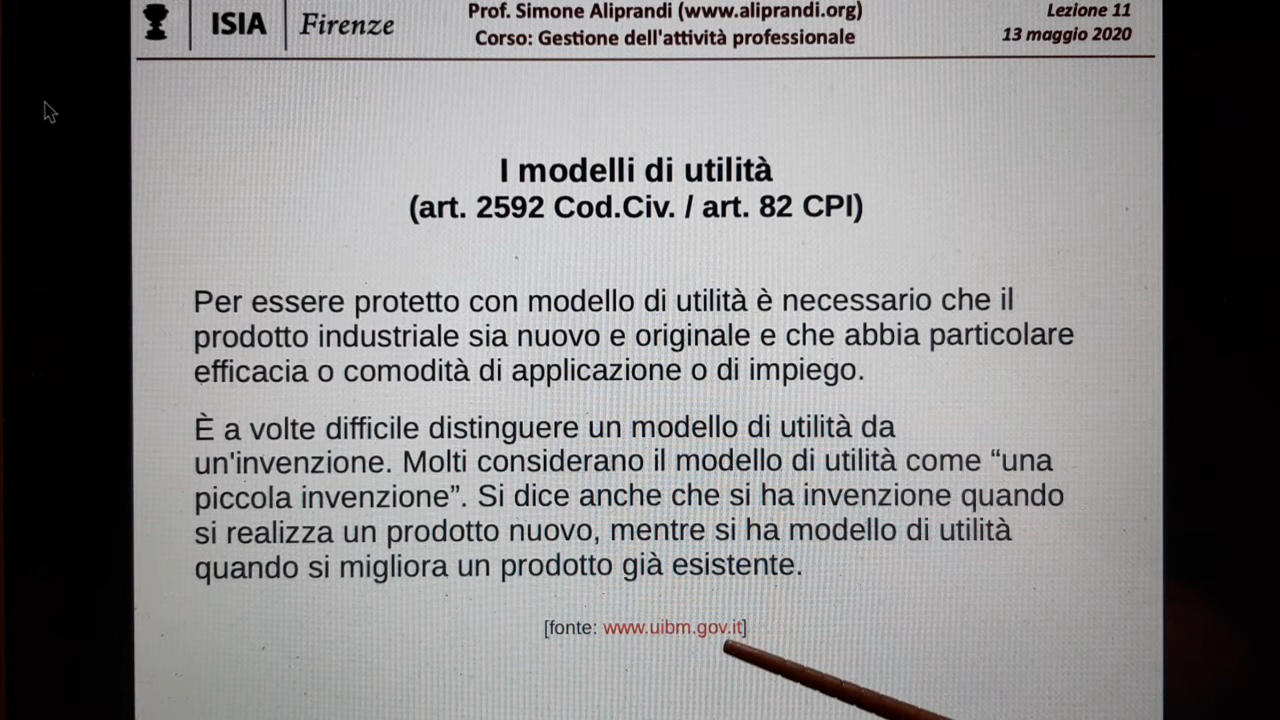 ISIA Firenze
Prof. Simone Aliprandi (www.aliprandi.org)
Corso: Gestione dell'attività professionale
Lezione 11
13 maggio 2020
I modelli di utilità
(art. 2592 Cod.Civ. / art. 82 CPI)
Per essere protetto con modello di utilità è necessario che il
prodotto industriale sia nuovo e originale e che abbia particolare
efficacia o comodità di applicazione o di impiego.
È a volte difficile distinguere un modello di utilità da
un'invenzione. Molti considerano il modello di utilità come “una
piccola invenzione”. Si dice anche che si ha invenzione quando
si realizza un prodotto nuovo, mentre si ha modello di utilità
quando si migliora un prodotto già esistente.
[fonte: www.uibm.gov.it]